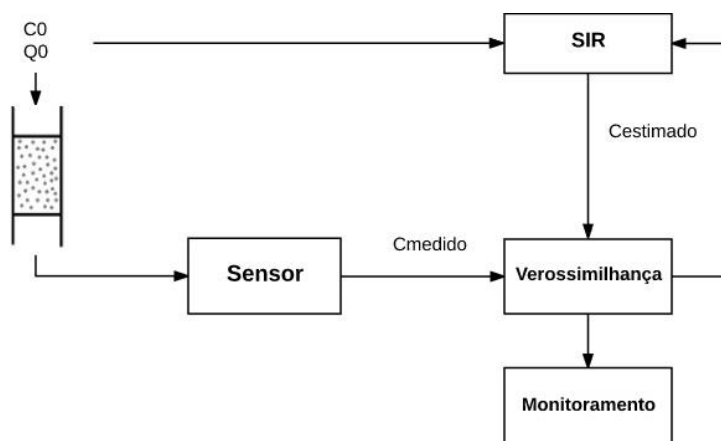 C0
Q0
SIR
Cestimado
Sensor
Cmedido
Verossimilhança
Monitoramento